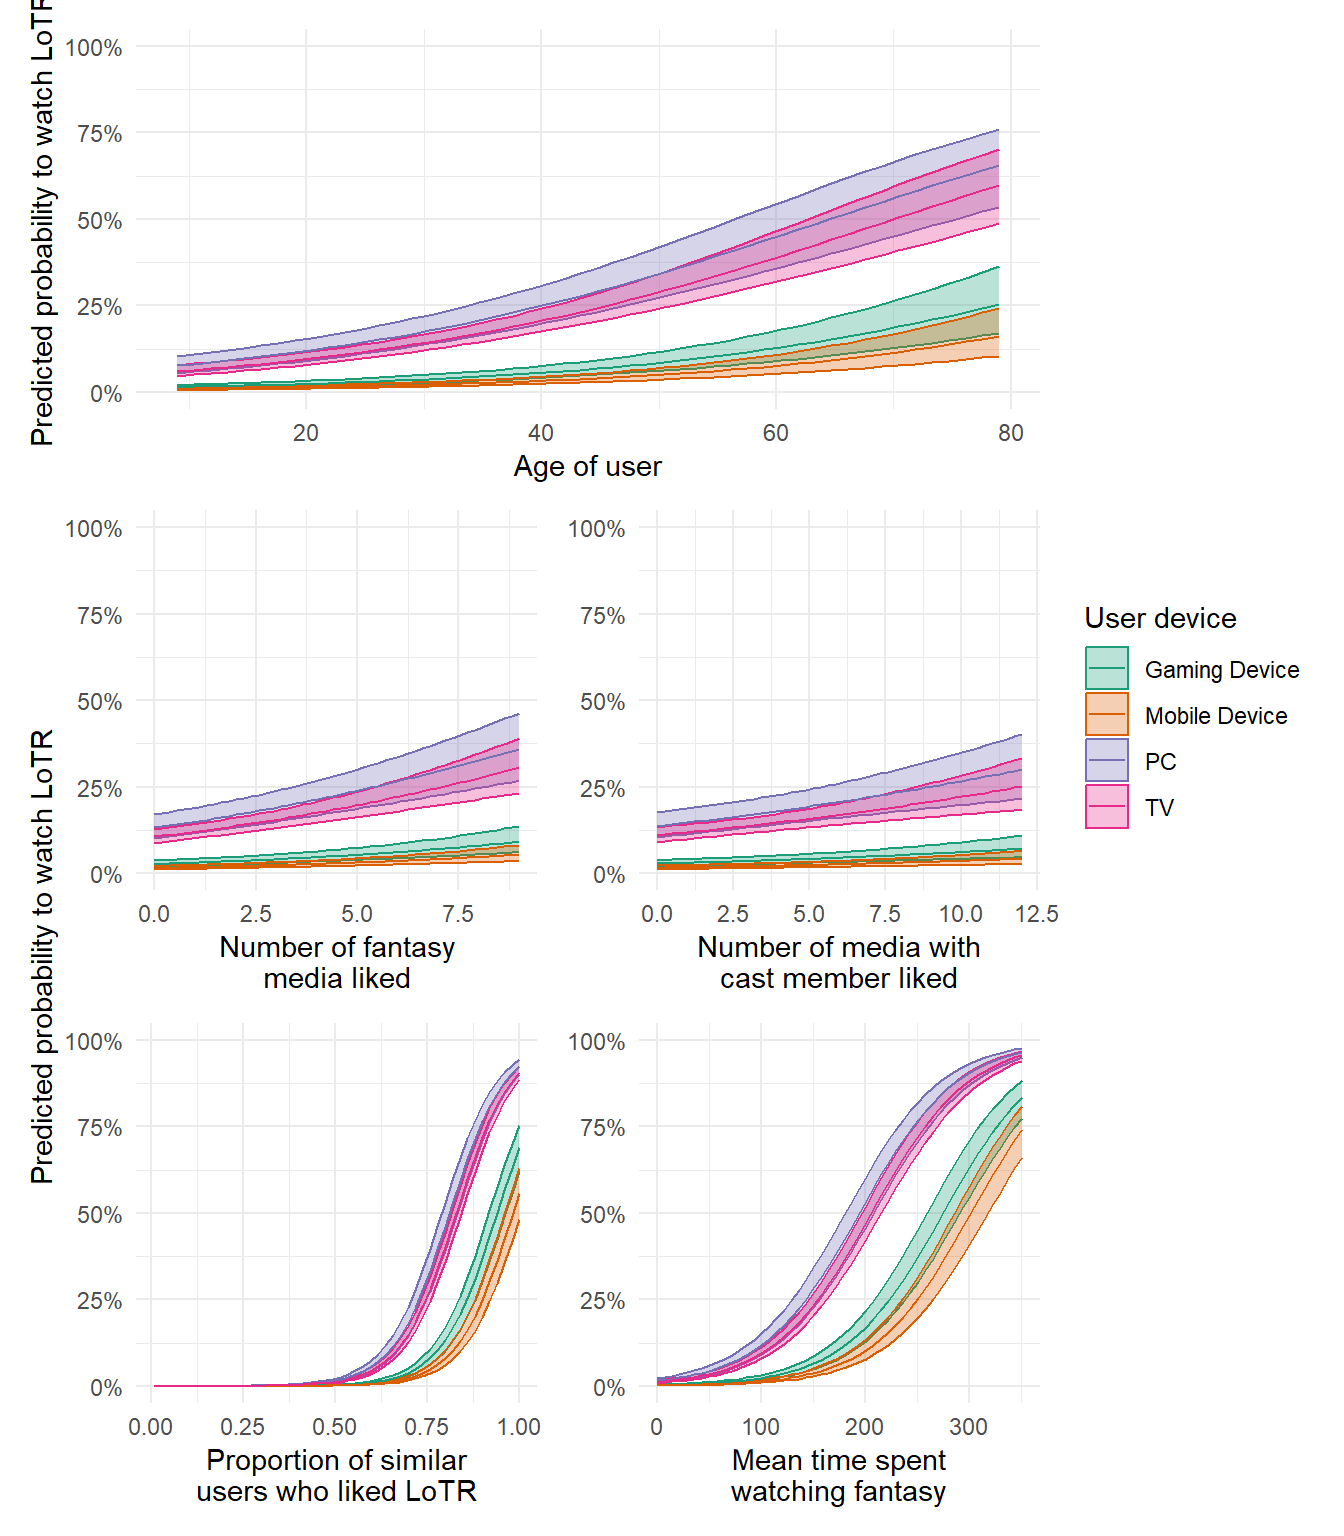 Predicted probability to watch LoTR
100%
75%
50%
25%
0%
20 40 60 80
Age of user
Predicted probability to watch LoTR
100%
75%
50%
25%
0%
0.0 2.5 5.0 7.5
Number of fantasy
media liked
100%
75%
50%
25%
0%
0.0 2.5 5.0 7.5 10.0 12.5
Number of media with
cast member liked
User device
Gaming Device
Mobile Device
PC
TV
100%
75%
50%
25%
0%
0.00 0.25 0.50 0.75 1.00
Proportion of similar
users who liked LoTR
100%
75%
50%
25%
0%
0 100 200 300
Mean time spent
watching fantasy